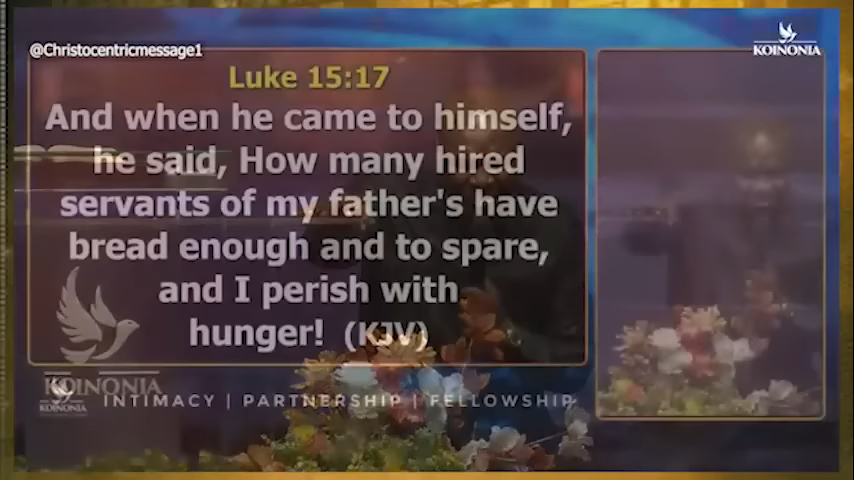 @Christocentricmessage1
KOINONIA
Luke 15:17
And when he came to himself,
he said, How many hired
servants of my father's have
bread enough and to spare,
and I perish with
hunger! (KJV)
KOINONIA
KOINONIA
INTIMACY | PARTNERSHIP | FELLOWSHIP